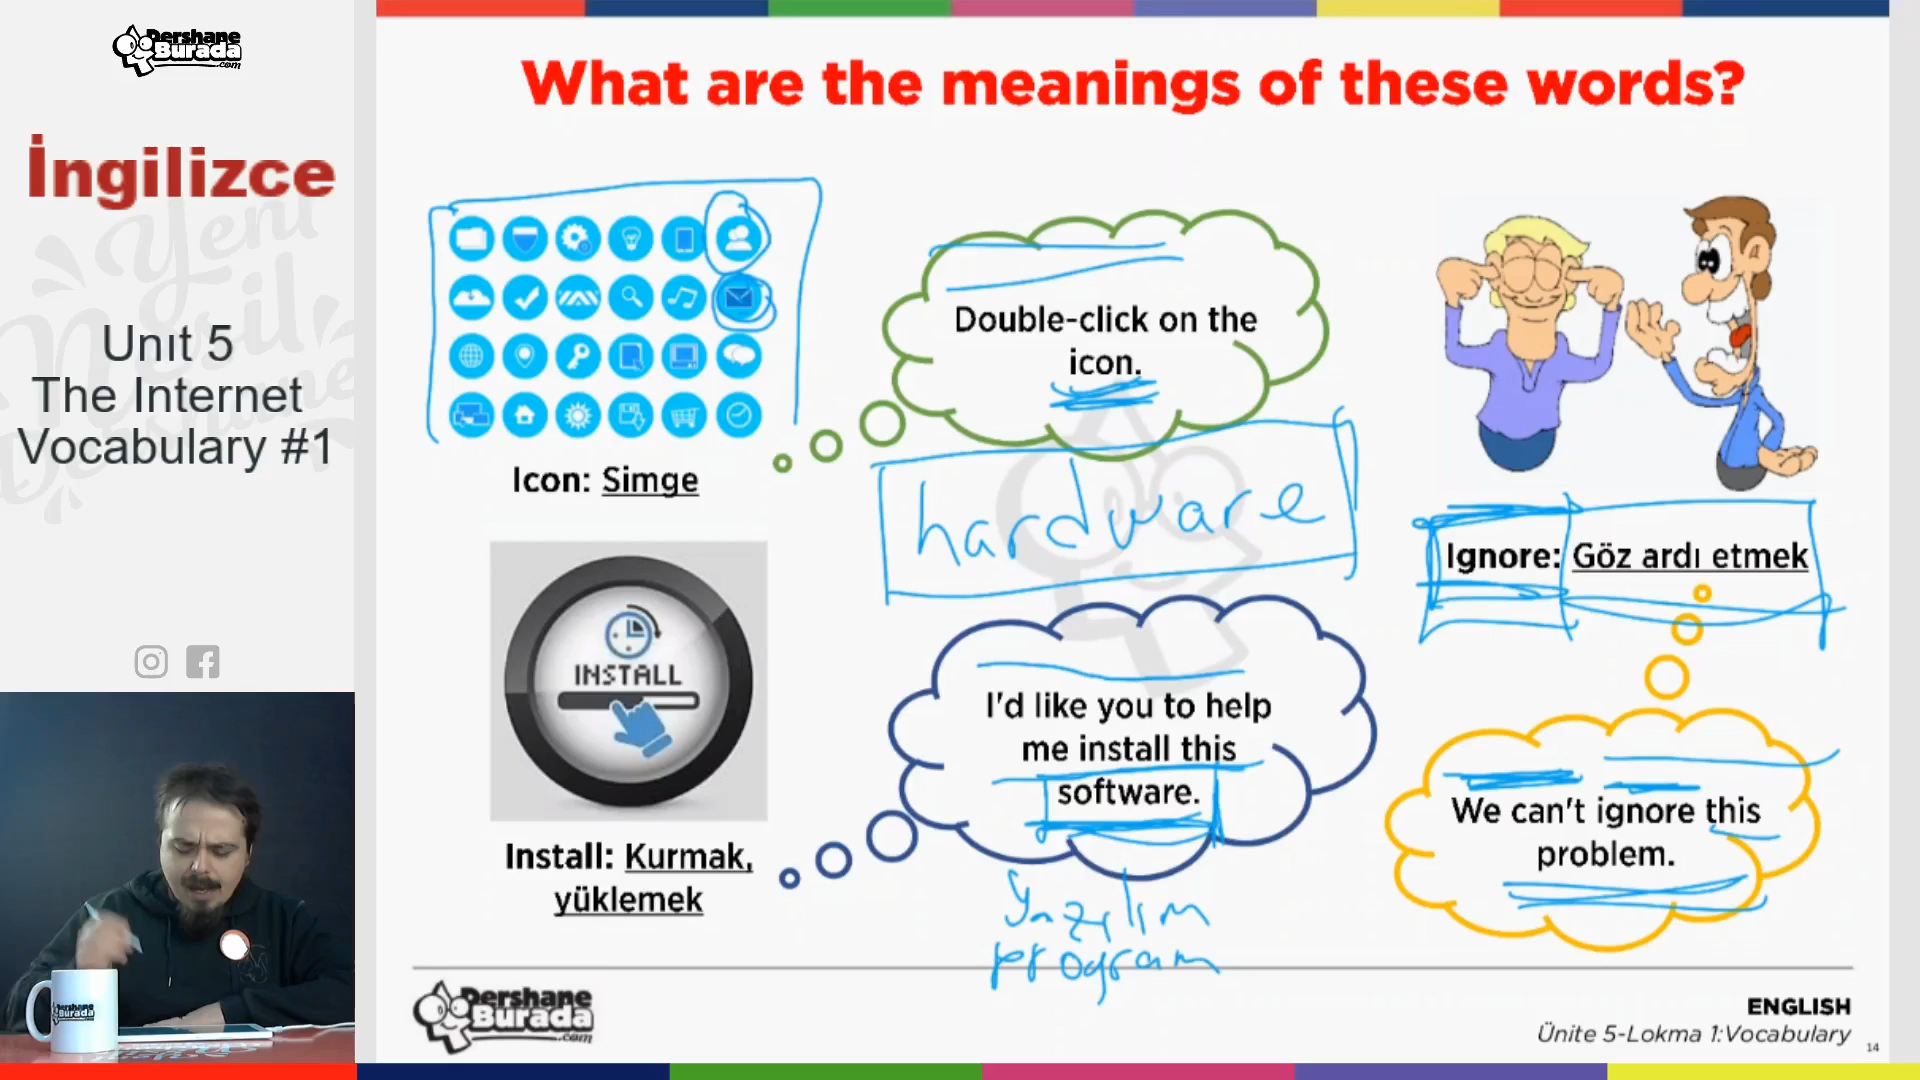 Dershane
Burada
.com
İngilizce
Unıt 5
The Internet
Vocabulary #1
What are the meanings of these words?
Double-click on the
icon.
Icon: Simge
hardware
Ignore: Göz ardı etmek
INSTALL
I'd like you to help
me install this
software.
We can't ignore this
problem.
Install: Kurmak,
yüklemek
Yazılım
program
Dershane
Burada
.com
Dershane
Burada
ENGLISH
Ünite 5-Lokma 1:Vocabulary
14